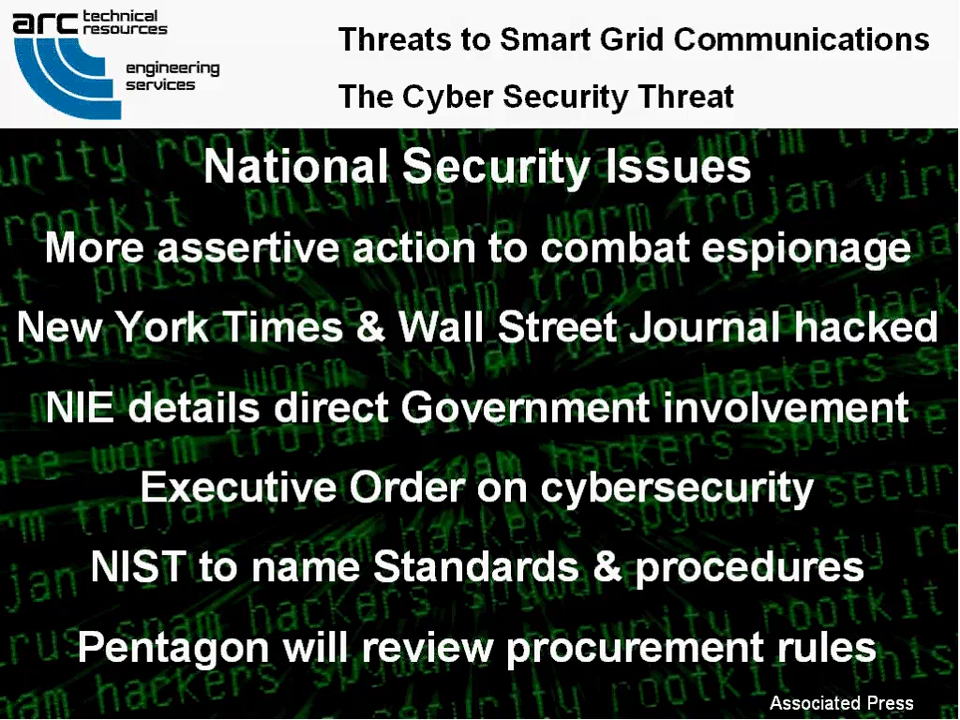 arc technical resources
engineering services
Threats to Smart Grid Communications
The Cyber Security Threat
National Security Issues
More assertive action to combat espionage
New York Times & Wall Street Journal hacked
NIE details direct Government involvement
Executive Order on cybersecurity
NIST to name Standards & procedures
Pentagon will review procurement rules
Associated Press